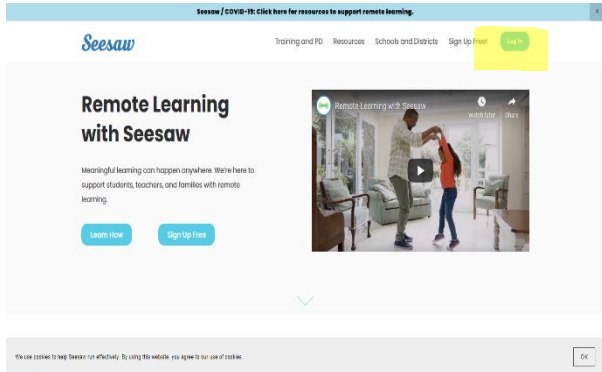 Seesaw / COVID-19: Click here for resources to support remote learning.
x
Seesaw
Training and PD Resources Schools and Districts Sign Up Free! Log In
Remote Learning
with Seesaw
Meaningful learning can happen anywhere. We're here to
support students, teachers, and families with remote
learning.
Learn How Sign Up Free
Remote Learning with Seesaw
Watch later Share
We use cookies to help Seesaw run effectively. By using this website, you agree to our use of cookies.
OK